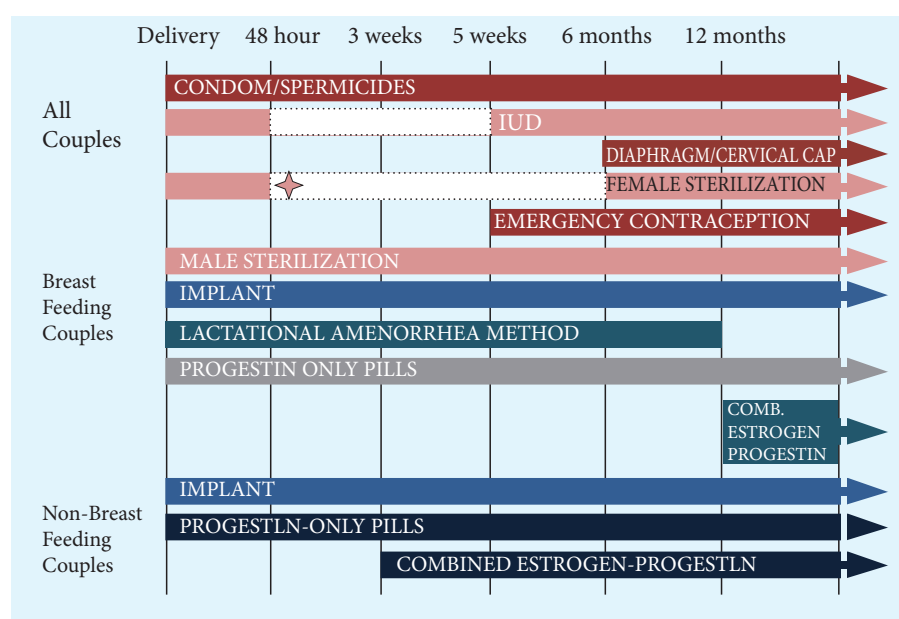 Delivery 48 hour 3 weeks 5 weeks 6 months 12 months
All
Couples
CONDOM/SPERMICIDES
IUD
DIAPHRAGM/CERVICAL CAP
FEMALE STERILIZATION
EMERGENCY CONTRACEPTION
MALE STERILIZATION
Breast
Feeding
Couples
IMPLANT
LACTATIONAL AMENORRHEA METHOD
PROGESTIN ONLY PILLS
COMB.
ESTROGEN
PROGESTIN
Non-Breast
Feeding
Couples
IMPLANT
PROGESTLN-ONLY PILLS
COMBINED ESTROGEN-PROGESTLN